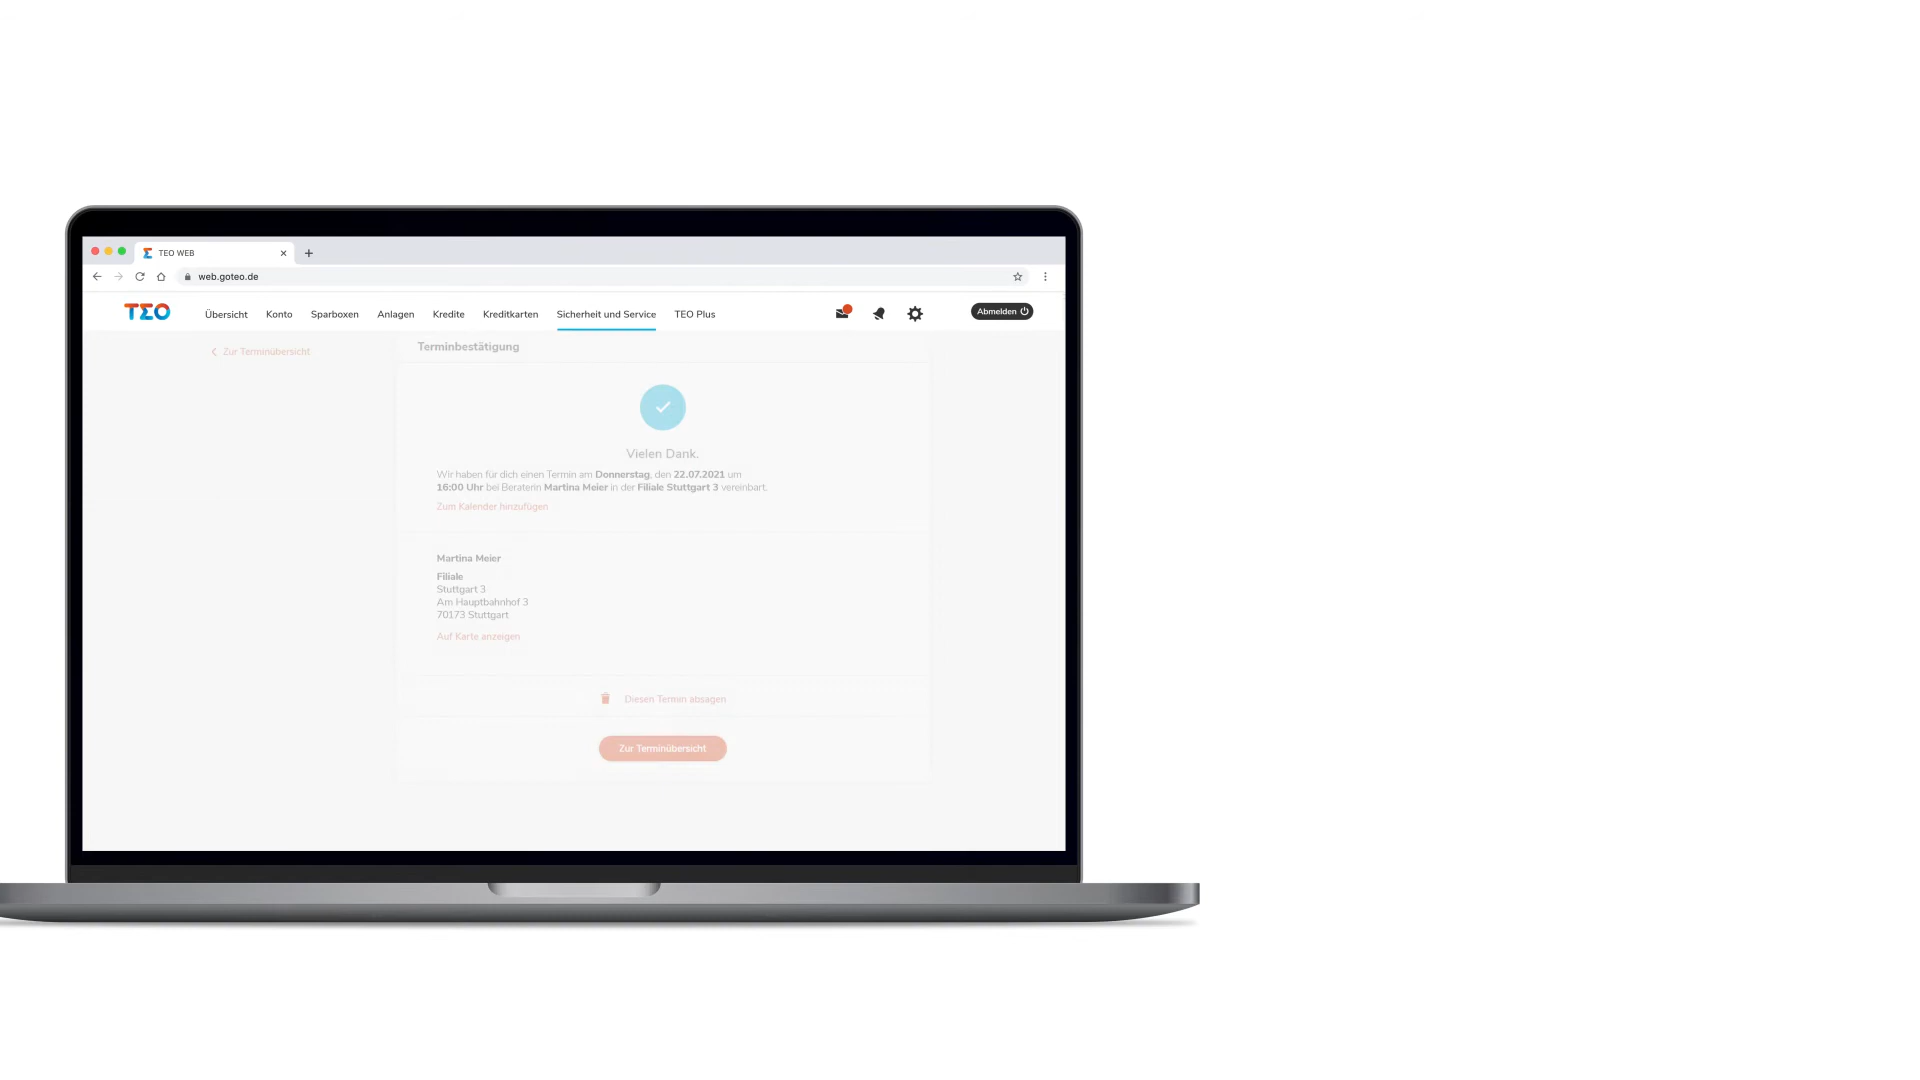 TEO WEB
web.goteo.de
TEO
Übersicht Konto Sparboxen Anlagen Kredite Kreditkarten Sicherheit und Service TEO Plus
Abmelden
Zur Terminübersicht
Terminbestätigung
Vielen Dank.
Wir haben für dich einen Termin am Donnerstag, den 22.07.2021 um
16:00 Uhr bei Beraterin Martina Meier in der Filiale Stuttgart 3 vereinbart.
Zum Kalender hinzufügen
Martina Meier
Filiale
Stuttgart 3
Am Hauptbahnhof 3
70173 Stuttgart
Auf Karte anzeigen
Diesen Termin absagen
Zur Terminübersicht